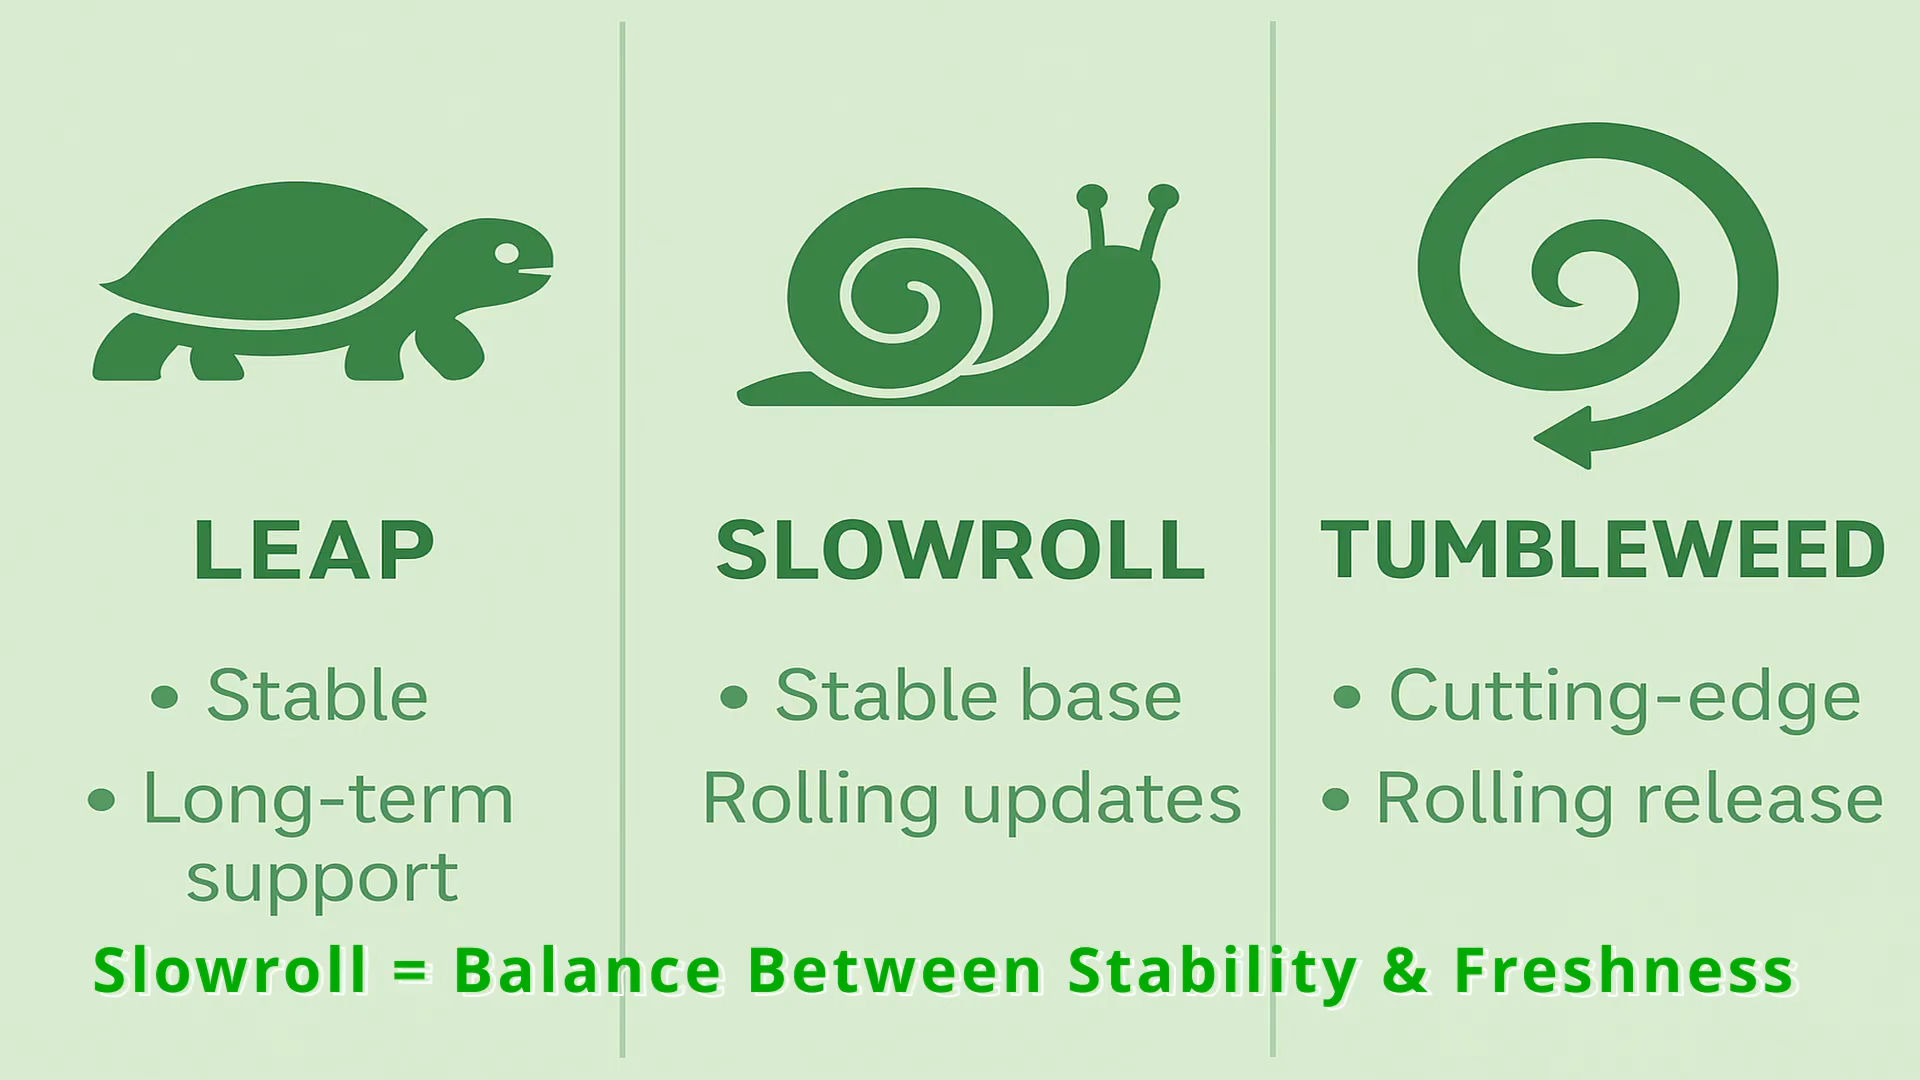 LEAP
• Stable
• Long-term
support
SLOWROLL
• Stable base
Rolling updates
TUMBLEWEED
• Cutting-edge
• Rolling release
Slowroll = Balance Between Stability & Freshness